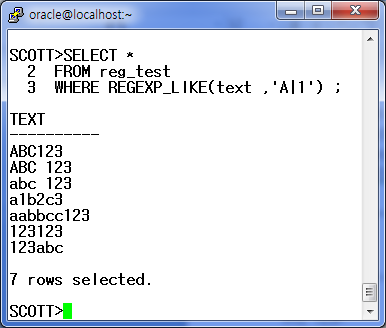 oracle@localhost:~
SCOTT>SELECT *
2 FROM reg_test
3 WHERE REGEXP_LIKE(text ,'A|1') ;
TEXT
----------
ABC123
ABC 123
abc 123
a1b2c3
aabbcc123
123123
123abc
7 rows selected.
SCOTT>